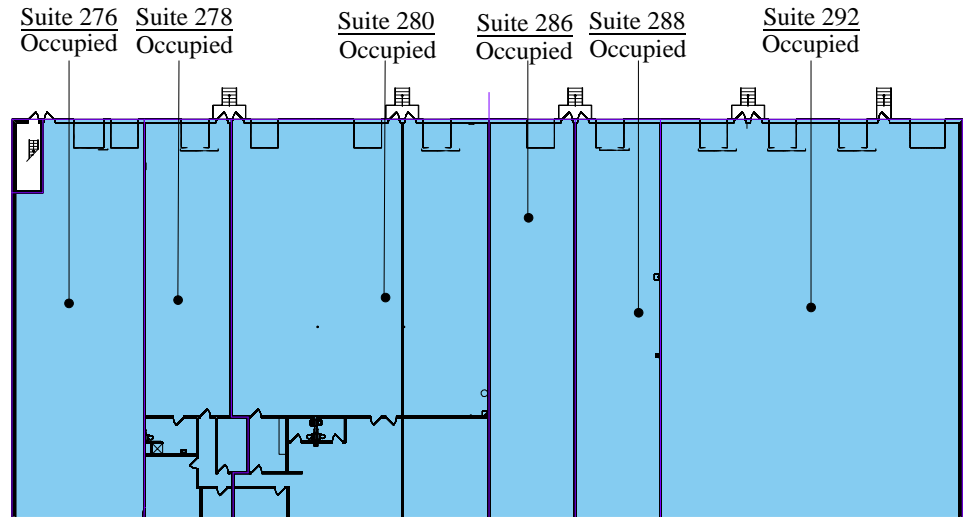 Suite 276
Occupied
Suite 278
Occupied
Suite 280
Occupied
Suite 286
Occupied
Suite 288
Occupied
Suite 292
Occupied